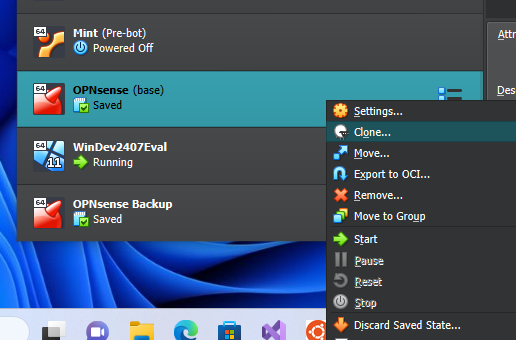 64
Mint (Pre-bot)
Powered Off
64
OPNsense (base)
Saved
64
11
WinDev2407Eval
Running
64
OPNsense Backup
Saved
Attr
Des
Settings...
Clone...
Move...
Export to OCI...
Remove...
Move to Group
Start
Pause
Reset
Stop
Discard Saved State...